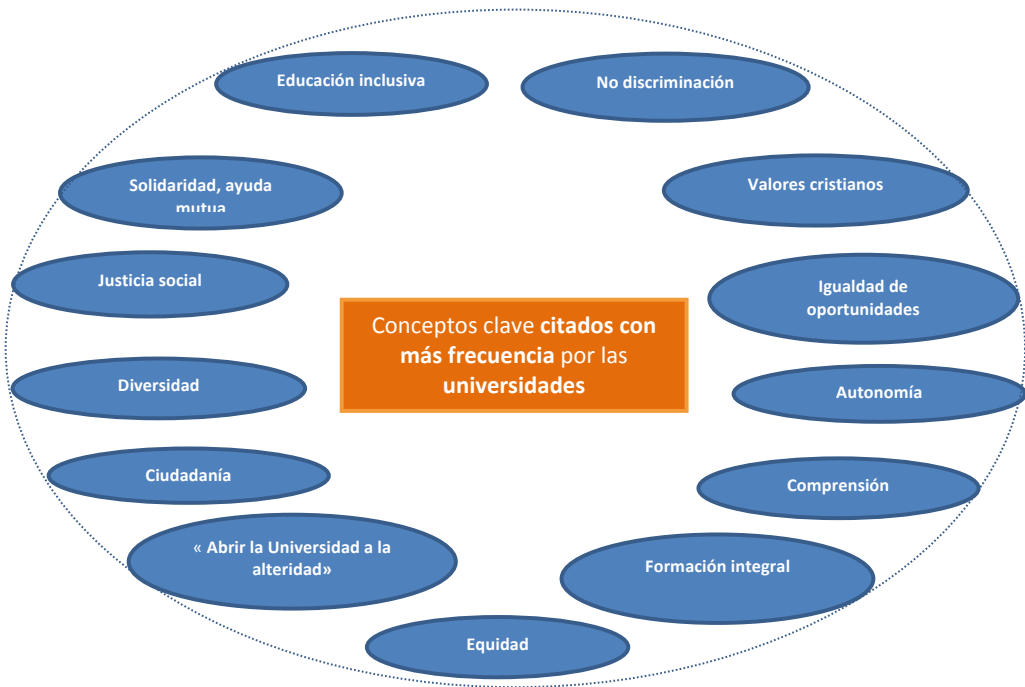 Educación inclusiva
No discriminación
Solidaridad, ayuda
mutua
Valores cristianos
Justicia social
Igualdad de
oportunidades
Conceptos clave citados con
más frecuencia por las
universidades
Diversidad
Autonomía
Ciudadanía
Comprensión
« Abrir la Universidad a la
alteridad»
Formación integral
Equidad